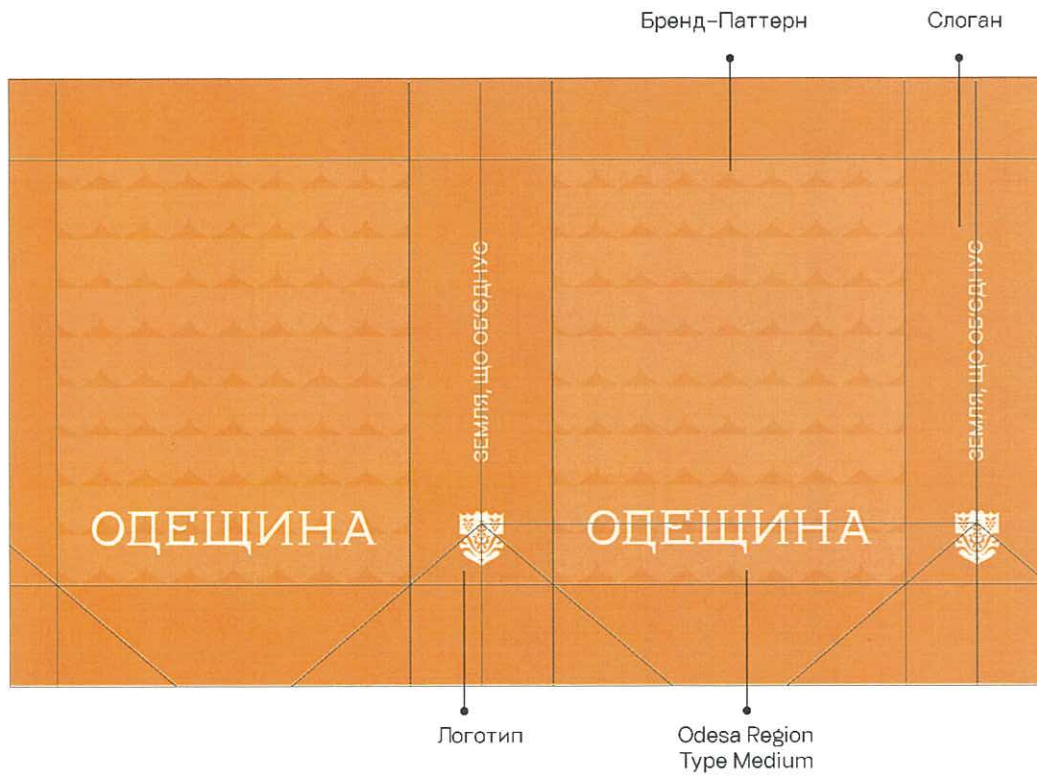 Бренд-Паттерн
Слоган
ЗЕМЛЯ, ЩО ОБ'ЄДНУЄ
ЗЕМЛЯ, ЩО ОБ'ЄДНУЄ
ОДЕЩИНА
ОДЕЩИНА
Логотип
Odesa Region
Type Medium